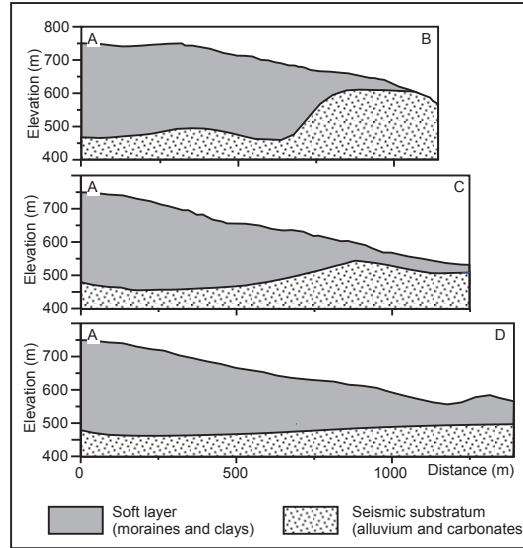 800
A
B
700
600
500
400
Elevation (m)
A
C
700
600
500
400
Elevation (m)
A
D
700
600
500
400
Elevation (m)
0
500
1000
Distance (m)
Soft layer
(moraines and clays)
Seismic substratum
(alluvium and carbonates